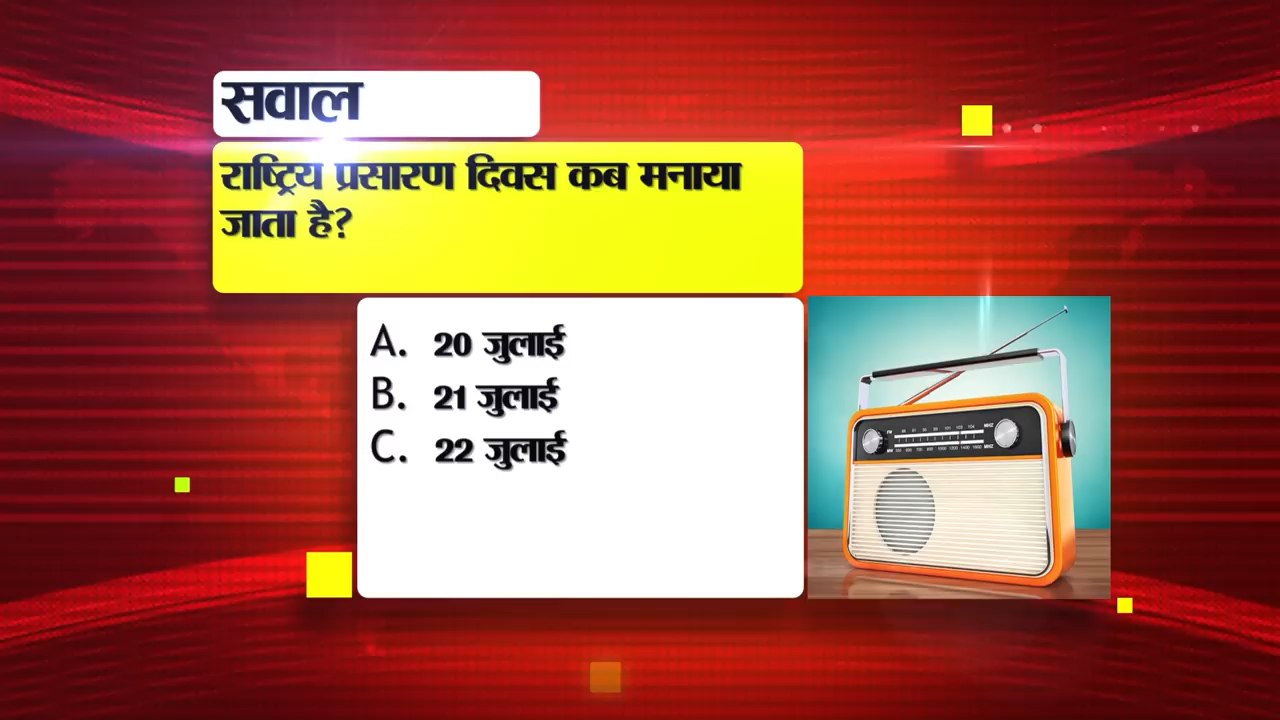 सवाल
राष्ट्रिय प्रसारण दिवस कब मनाया
जाता है?
A. 20 जुलाई
B. 21 जुलाई
C. 22 जुलाई